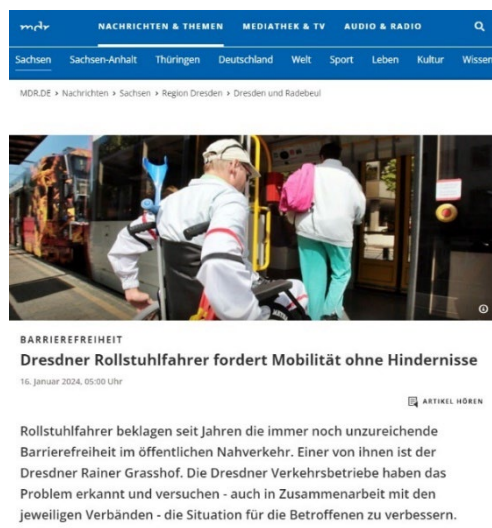 mdr
NACHRICHTEN & THEMEN MEDIATHEK & TV AUDIO & RADIO
Sachsen Sachsen-Anhalt Thüringen Deutschland Welt Sport Leben Kultur Wissen
MDR.DE > Nachrichten > Sachsen > Region Dresden > Dresden und Radebeul
BARRIEREFREIHEIT
Dresdner Rollstuhlfahrer fordert Mobilität ohne Hindernisse
16. Januar 2024, 05:00 Uhr
ARTIKEL HÖREN
Rollstuhlfahrer beklagen seit Jahren die immer noch unzureichende
Barrierefreiheit im öffentlichen Nahverkehr. Einer von ihnen ist der
Dresdner Rainer Grasshof. Die Dresdner Verkehrsbetriebe haben das
Problem erkannt und versuchen - auch in Zusammenarbeit mit den
jeweiligen Verbänden - die Situation für die Betroffenen zu verbessern.